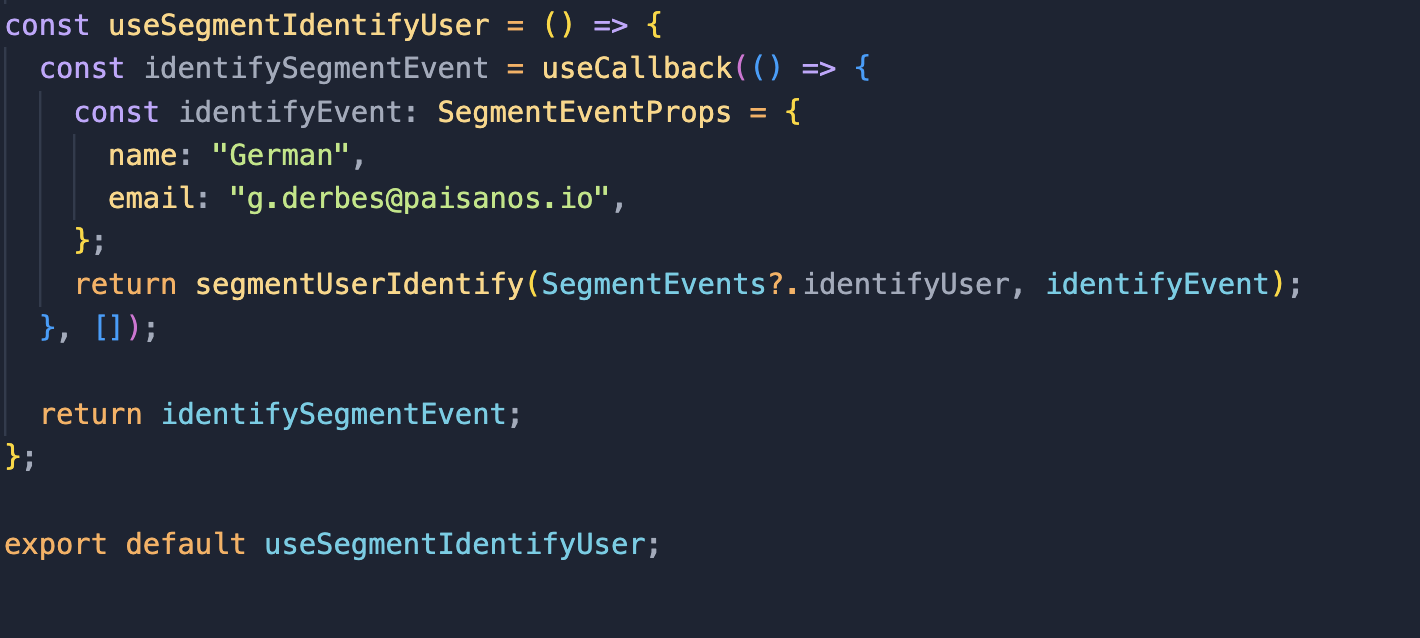 const useSegmentIdentifyUser = () => {
  const identifySegmentEvent = useCallback(() => {
    const identifyEvent: SegmentEventProps = {
      name: "German",
      email: "g.derbes@paisanos.io",
    };
    return segmentUserIdentify(SegmentEvents?.identifyUser, identifyEvent);
  }, []);

  return identifySegmentEvent;
};

export default useSegmentIdentifyUser;